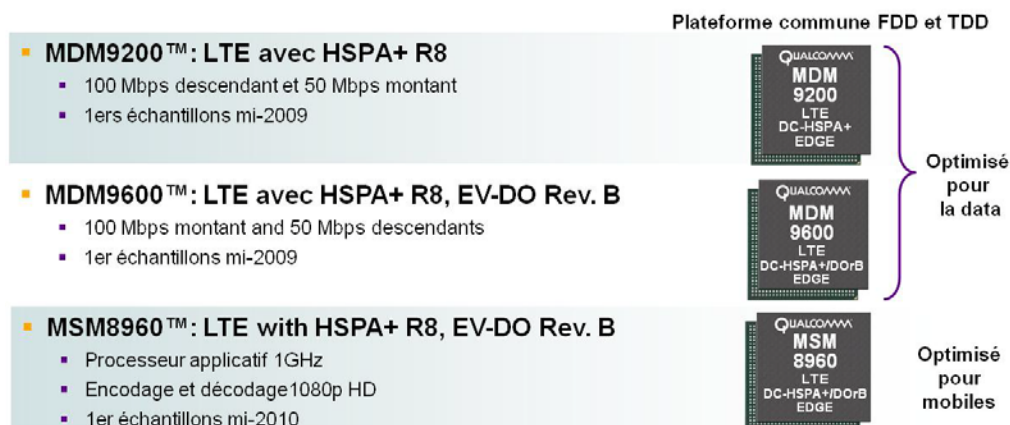 Plateforme commune FDD et TDD
MDM9200™: LTE avec HSPA+ R8
100 Mbps descendant et 50 Mbps montant
1ers échantillons mi-2009
QUALCOMM
MDM
9200
LTE
DC-HSPA+
EDGE
MDM9600™: LTE avec HSPA+ R8, EV-DO Rev. B
100 Mbps montant and 50 Mbps descendants
1er échantillons mi-2009
QUALCOMM
MDM
9600
LTE
DC-HSPA+/DOrB
EDGE
Optimisé
pour
la data
MSM8960™: LTE with HSPA+ R8, EV-DO Rev. B
Processeur applicatif 1GHz
Encodage et décodage1080p HD
1er échantillons mi-2010
QUALCOMM
MSM
8960
LTE
DC-HSPA+/DOrB
EDGE
Optimisé
pour
mobiles